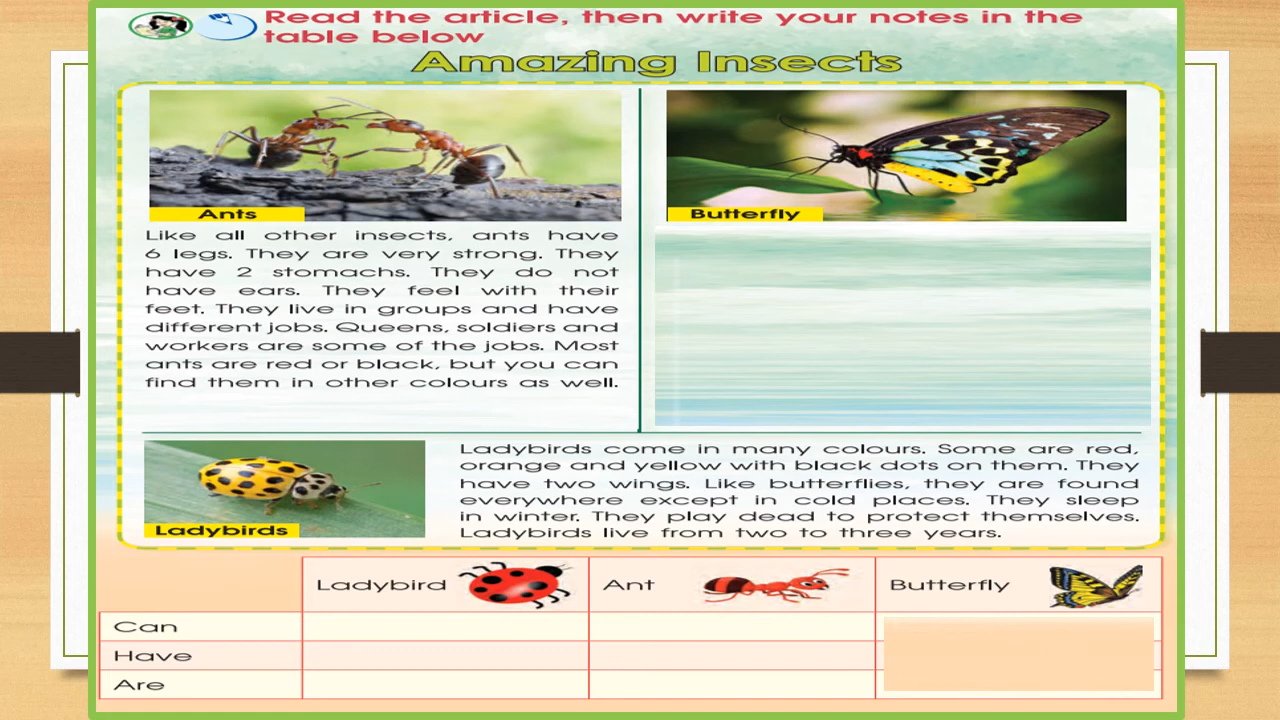 Read the article, then write your notes in the
table below
Amazing Insects
Ants
Like all other insects, ants have
6 legs. They are very strong. They
have 2 stomachs. They do not
have ears. They feel with their
feet. They live in groups and have
different jobs. Queens, soldiers and
workers are some of the jobs. Most
ants are red or black, but you can
find them in other colours as well.
Butterfly
Ladybirds
Ladybirds come in many colours. Some are red,
orange and yellow with black dots on them. They
have two wings. Like butterflies, they are found
everywhere except in cold places. They sleep
in winter. They play dead to protect themselves.
Ladybirds live from two to three years.
Ladybird Ant Butterfly
Can
Have
Are